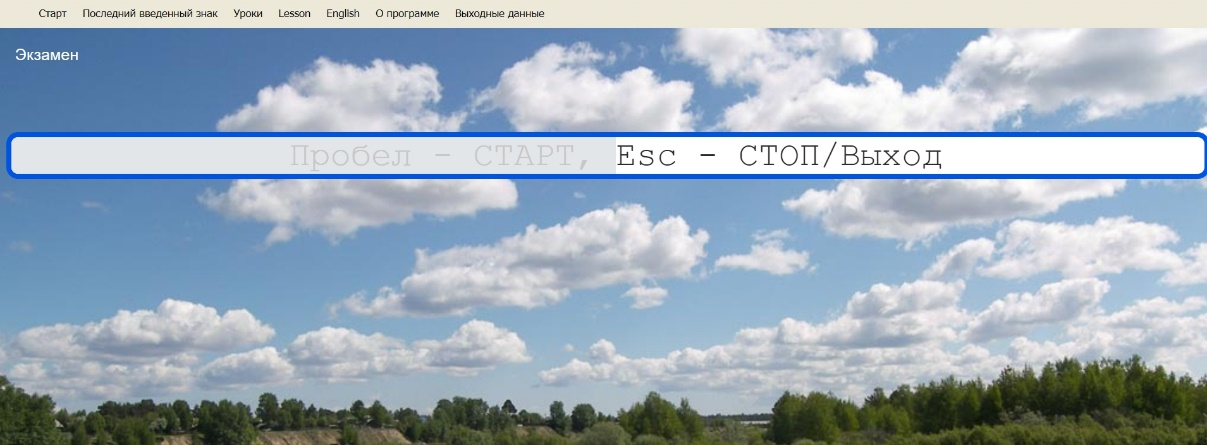 Старт Последний введенный знак Уроки Lesson English О программе Выходные данные
Экзамен
Пробел - СТАРТ, Esc - СТОП/Выход